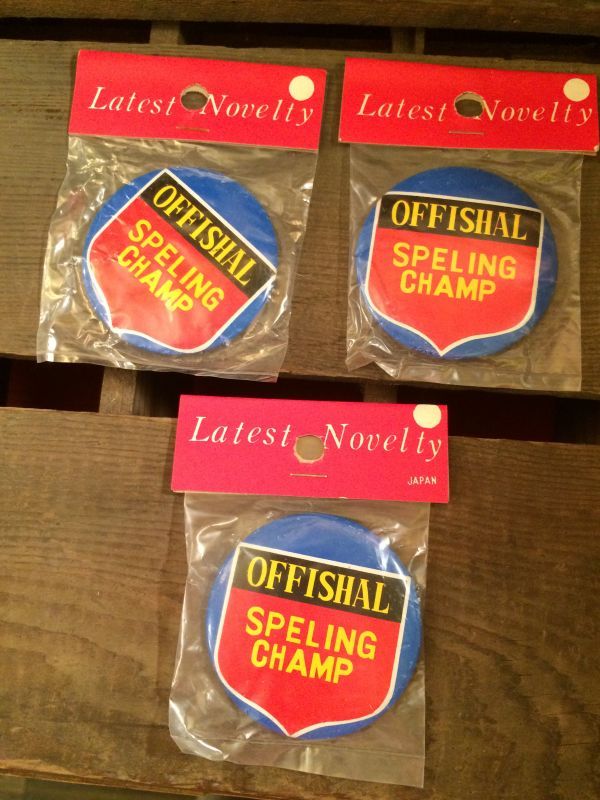 Latest Novelty
OFFISHAL
SPELING
CHAMP
Latest Novelty
OFFISHAL
SPELING
CHAMP
Latest Novelty
JAPAN
OFFISHAL
SPELING
CHAMP